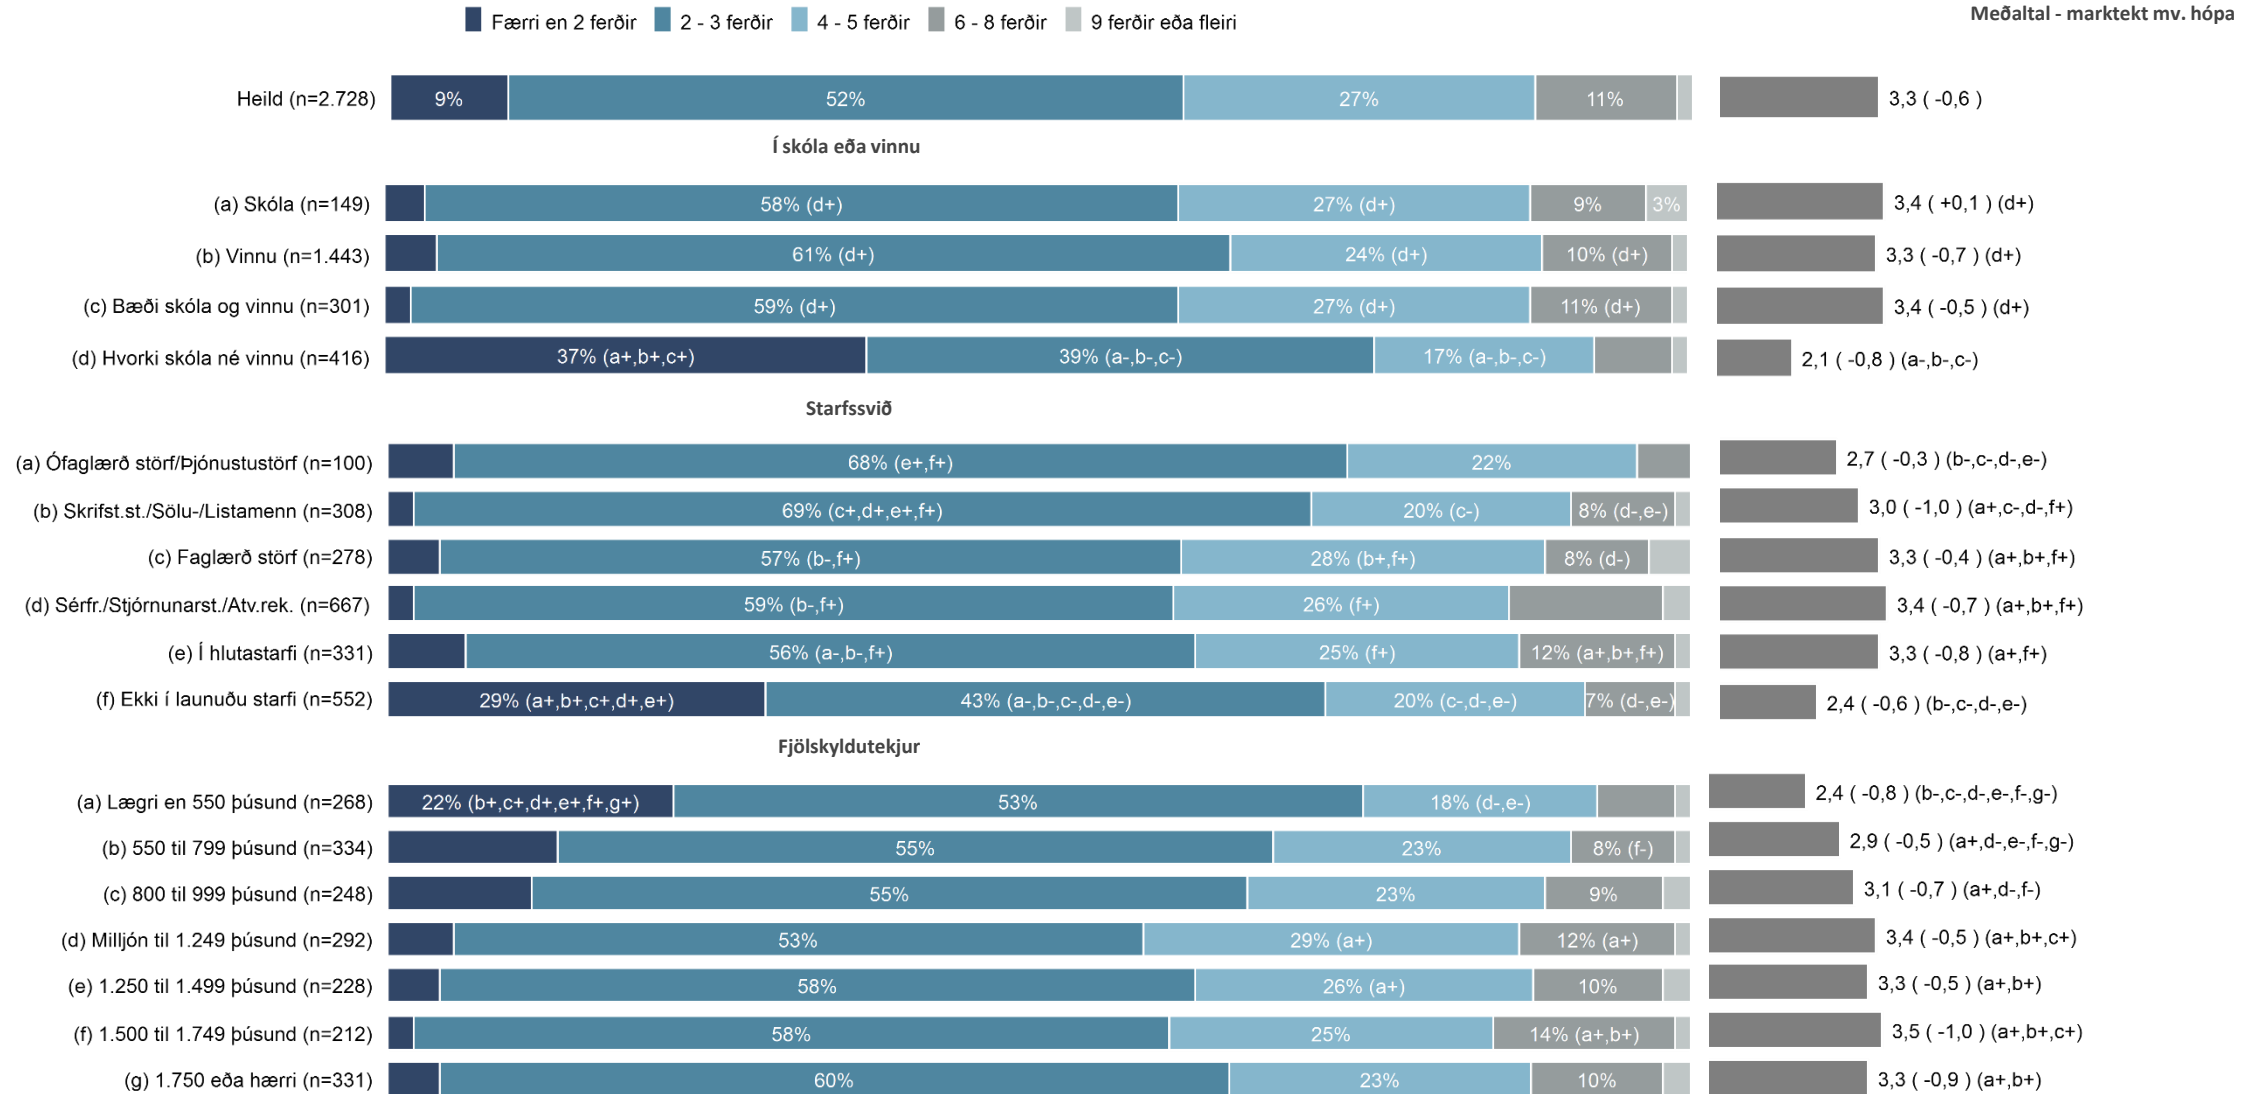 Færri en 2 ferðir 2 - 3 ferðir 4 - 5 ferðir 6 - 8 ferðir 9 ferðir eða fleiri
Meðaltal - marktekt mv. hópa
Heild (n=2.728) 9% 52% 27% 11% 3,3 ( -0,6 )
Í skóla eða vinnu
(a) Skóla (n=149) 58% (d+) 27% (d+) 9% 3% 3,4 ( +0,1 ) (d+)
(b) Vinnu (n=1.443) 61% (d+) 24% (d+) 10% (d+) 3,3 ( -0,7 ) (d+)
(c) Bæði skóla og vinnu (n=301) 59% (d+) 27% (d+) 11% (d+) 3,4 ( -0,5 ) (d+)
(d) Hvorki skóla né vinnu (n=416) 37% (a+,b+,c+) 39% (a-,b-,c-) 17% (a-,b-,c-) 2,1 ( -0,8 ) (a-,b-,c-)
Starfssvið
(a) Ófaglærð störf/Þjónustustörf (n=100) 68% (e+,f+) 22% 2,7 ( -0,3 ) (b-,c-,d-,e-)
(b) Skrifst.st./Sölu-/Listamenn (n=308) 69% (c+,d+,e+,f+) 20% (c-) 8% (d-,e-) 3,0 ( -1,0 ) (a+,c-,d-,f+)
(c) Faglærð störf (n=278) 57% (b-,f+) 28% (b+,f+) 8% (d-) 3,3 ( -0,4 ) (a+,b+,f+)
(d) Sérfr./Stjórnunarst./Atv.rek. (n=667) 59% (b-,f+) 26% (f+) 3,4 ( -0,7 ) (a+,b+,f+)
(e) Í hlutastarfi (n=331) 56% (a-,b-,f+) 25% (f+) 12% (a+,b+,f+) 3,3 ( -0,8 ) (a+,f+)
(f) Ekki í launuðu starfi (n=552) 29% (a+,b+,c+,d+,e+) 43% (a-,b-,c-,d-,e-) 20% (c-,d-,e-) 7% (d-,e-) 2,4 ( -0,6 ) (b-,c-,d-,e-)
Fjölskyldutekjur
(a) Lægri en 550 þúsund (n=268) 22% (b+,c+,d+,e+,f+,g+) 53% 18% (d-,e-) 2,4 ( -0,8 ) (b-,c-,d-,e-,f-,g-)
(b) 550 til 799 þúsund (n=334) 55% 23% 8% (f-) 2,9 ( -0,5 ) (a+,d-,e-,f-,g-)
(c) 800 til 999 þúsund (n=248) 55% 23% 9% 3,1 ( -0,7 ) (a+,d-,f-)
(d) Milljón til 1.249 þúsund (n=292) 53% 29% (a+) 12% (a+) 3,4 ( -0,5 ) (a+,b+,c+)
(e) 1.250 til 1.499 þúsund (n=228) 58% 26% (a+) 10% 3,3 ( -0,5 ) (a+,b+)
(f) 1.500 til 1.749 þúsund (n=212) 58% 25% 14% (a+,b+) 3,5 ( -1,0 ) (a+,b+,c+)
(g) 1.750 eða hærri (n=331) 60% 23% 10% 3,3 ( -0,9 ) (a+,b+)